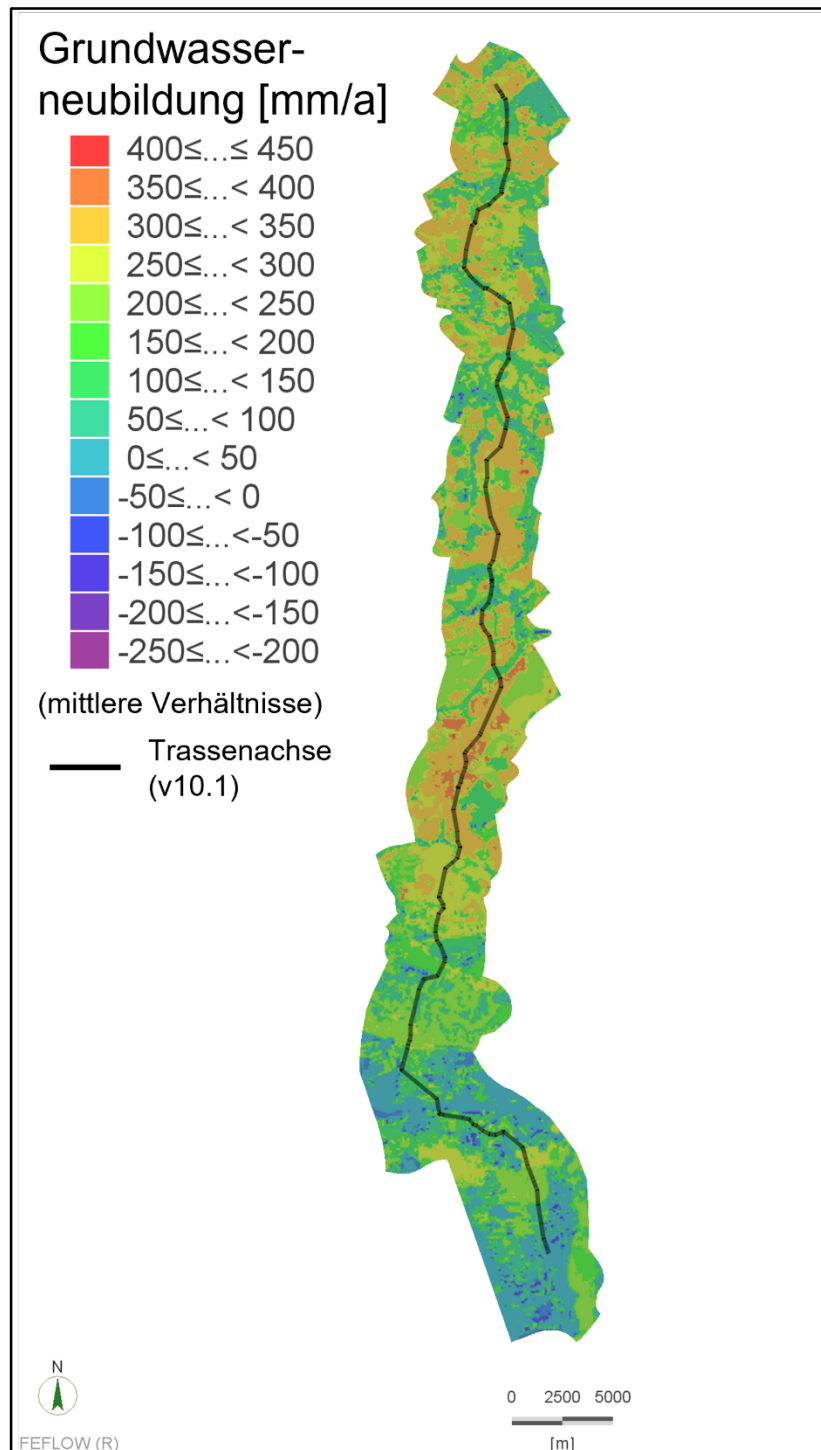 Grundwasser-
neubildung [mm/a]
400≤...≤ 450
350≤...< 400
300≤...< 350
250≤...< 300
200≤...< 250
150≤...< 200
100≤...< 150
50≤...< 100
0≤...< 50
-50≤...< 0
-100≤...<-50
-150≤...<-100
-200≤...<-150
-250≤...<-200
(mittlere Verhältnisse)
Trassenachse
(v10.1)
N
FEFLOW (R)
0 2500 5000
[m]